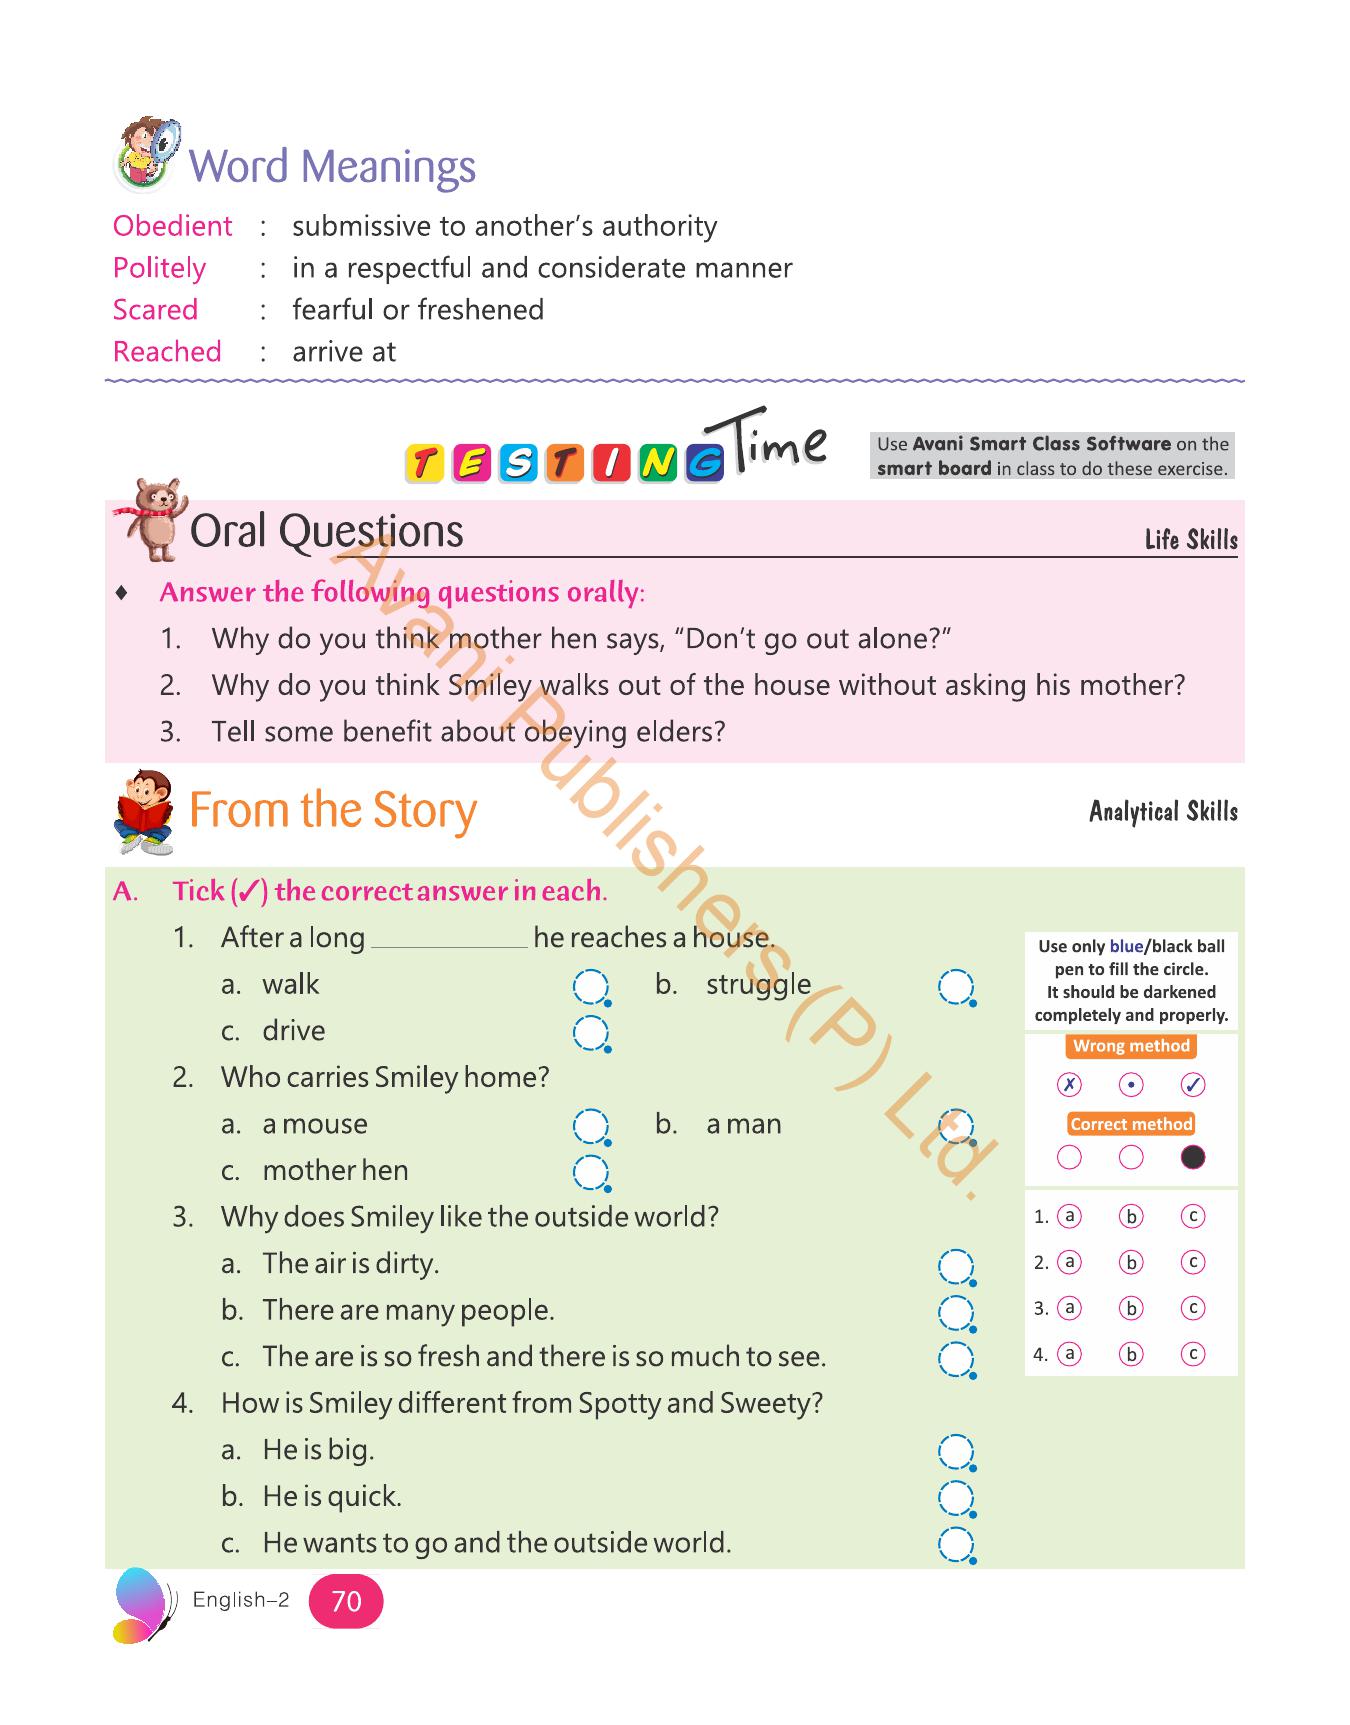 Word Meanings
Obedient : submissive to another’s authority
Politely : in a respectful and considerate manner
Scared : fearful or freshened
Reached : arrive at
TESTING Time
Use Avani Smart Class Software on the
smart board in class to do these exercise.
Oral Questions
Life Skills
♦ Answer the following questions orally:
1. Why do you think mother hen says, “Don’t go out alone?”
2. Why do you think Smiley walks out of the house without asking his mother?
3. Tell some benefit about obeying elders?
From the Story
Analytical Skills
A. Tick (✓) the correct answer in each.
1. After a long ____________ he reaches a house.
a. walk b. struggle
c. drive
2. Who carries Smiley home?
a. a mouse b. a man
c. mother hen
3. Why does Smiley like the outside world?
a. The air is dirty.
b. There are many people.
c. The are is so fresh and there is so much to see.
4. How is Smiley different from Spotty and Sweety?
a. He is big.
b. He is quick.
c. He wants to go and the outside world.
Use only blue/black ball
pen to fill the circle.
It should be darkened
completely and properly.
Wrong method
✗ • ✓
Correct method
1. a b c
2. a b c
3. a b c
4. a b c
Avani Publishers (P) Ltd.
English–2 70